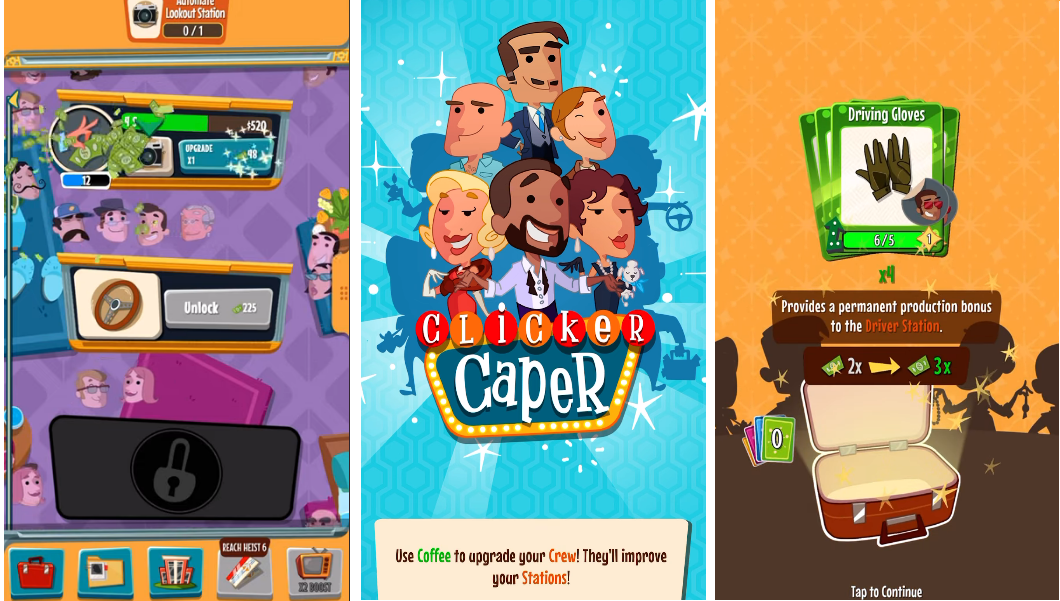 Automate
Lookout Station
0 / 1
$520
UPGRADE
X1
98
12
Unlock
225
REACH HEIST 6
X2 BOOST
CLicKER
CapeR
Use Coffee to upgrade your Crew! They'll improve
your Stations!
Driving Gloves
6/5
1
x4
Provides a permanent production bonus
to the Driver Station.
2x
3x
0
Tap to Continue